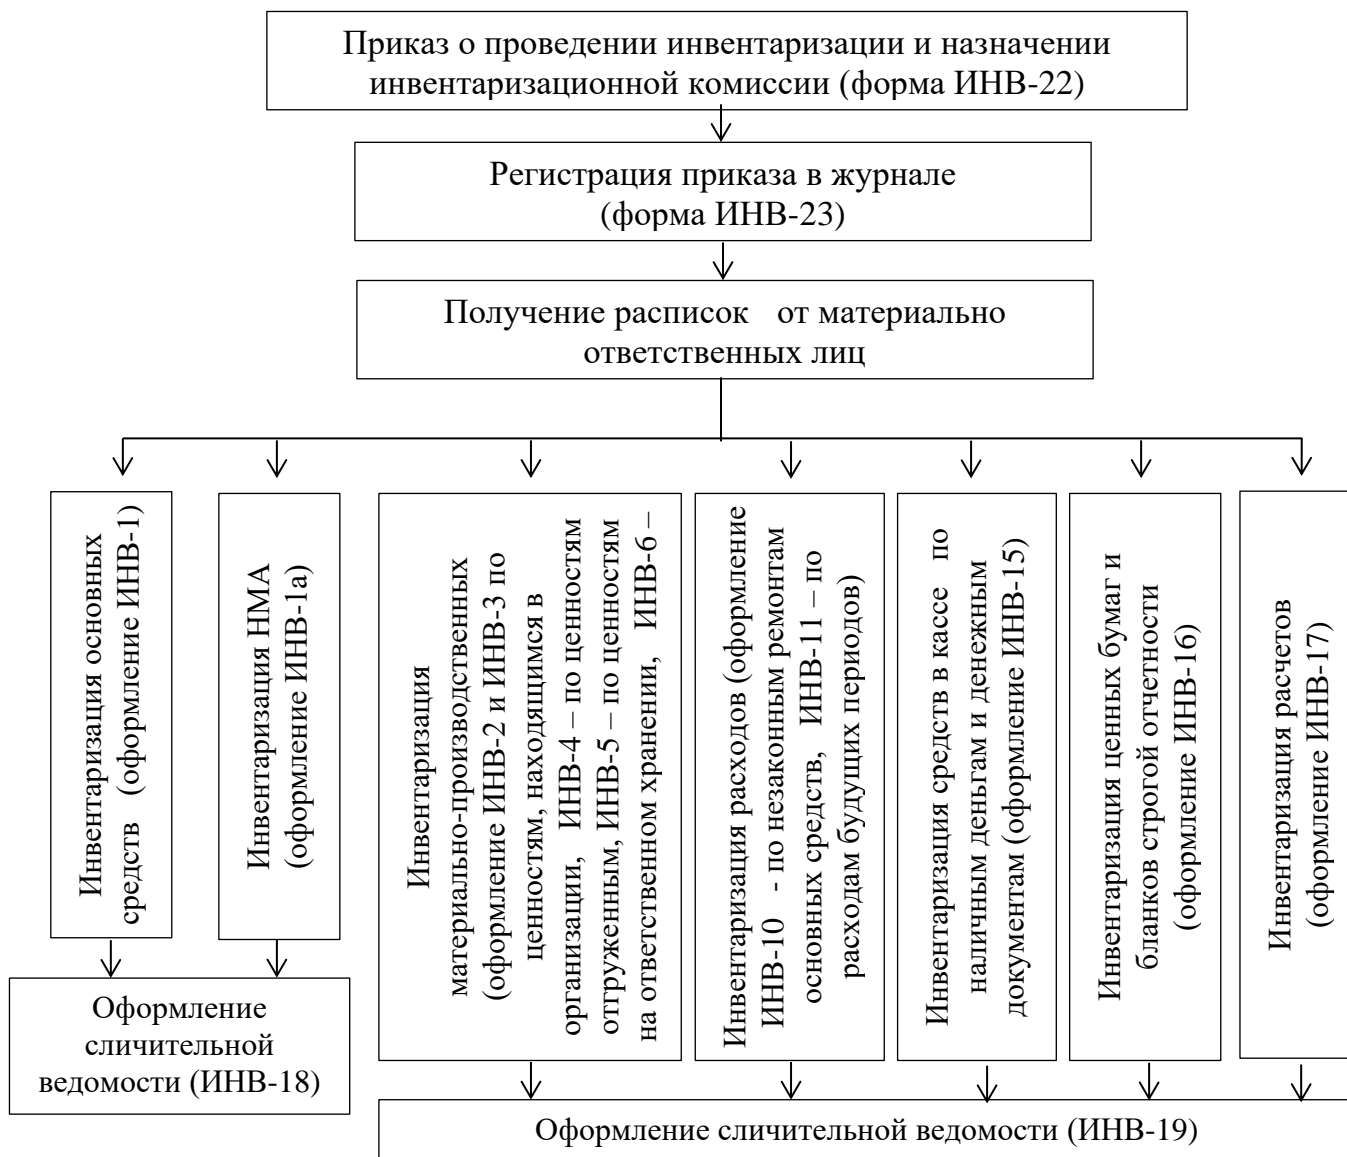 Приказ о проведении инвентаризации и назначении
инвентаризационной комиссии (форма ИНВ-22)
Регистрация приказа в журнале
(форма ИНВ-23)
Получение расписок от материально
ответственных лиц
Инвентаризация основных
средств (оформление ИНВ-1)
Инвентаризация НМА
(оформление ИНВ-1а)
Инвентаризация
материально-производственных
(оформление ИНВ-2 и ИНВ-3 по
ценностям, находящимся в
организации, ИНВ-4 – по ценностям
отгруженным, ИНВ-5 – по ценностям
на ответственном хранении, ИНВ-6 –
Инвентаризация расходов (оформление
ИНВ-10 - по незаконным ремонтам
основных средств, ИНВ-11 – по
расходам будущих периодов)
Инвентаризация средств в кассе по
наличным деньгам и денежным
документам (оформление ИНВ-15)
Инвентаризация ценных бумаг и
бланков строгой отчетности
(оформление ИНВ-16)
Инвентаризация расчетов
(оформление ИНВ-17)
Оформление
сличительной
ведомости (ИНВ-18)
Оформление сличительной ведомости (ИНВ-19)